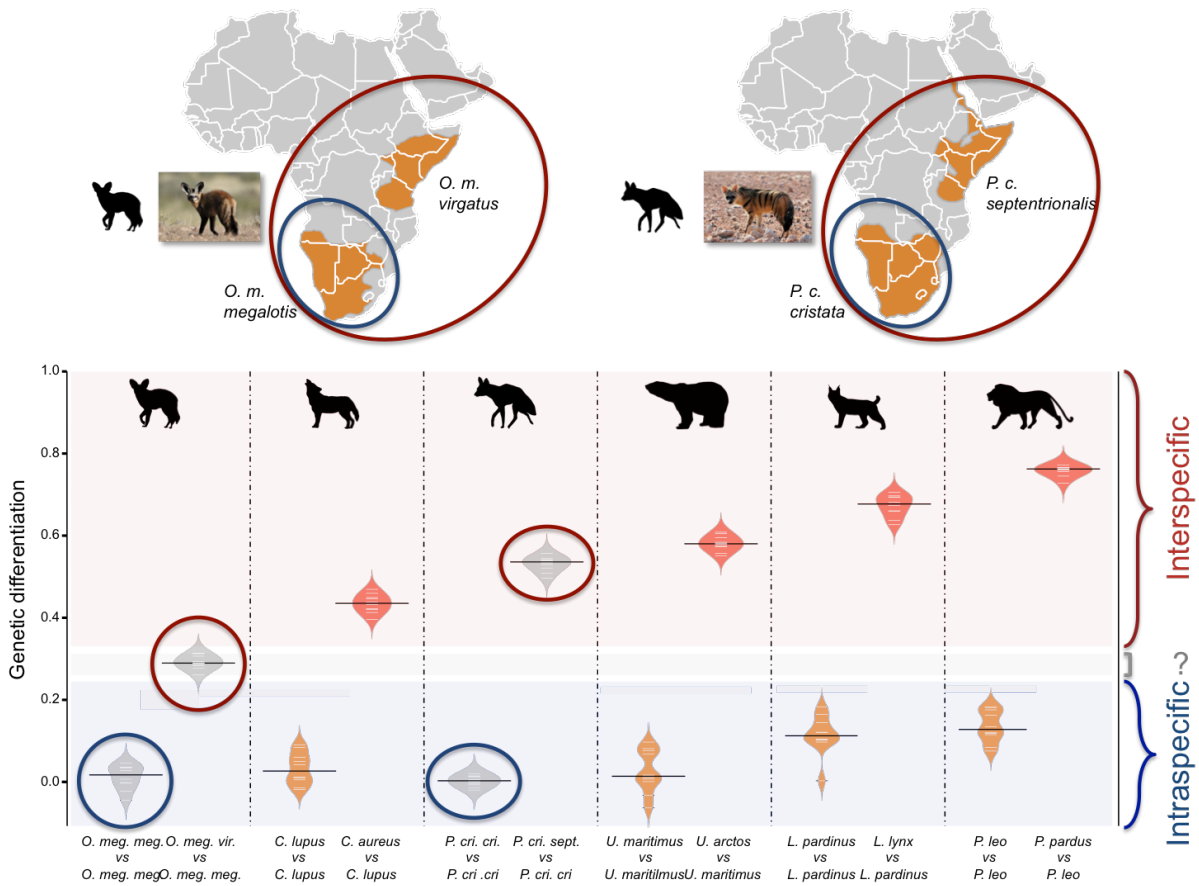 O. m.
virgatus
O. m.
megalotis
P. c.
septentrionalis
P. c.
cristata
Genetic differentiation
1.0
0.8
0.6
0.4
0.2
0.0
Interspecific
?
Intraspecific
O. meg. meg.
vs
O. meg. meg
O. meg. vir.
vs
O. meg. meg.
C. lupus
vs
C. lupus
C. aureus
vs
C. lupus
P. cri. cri.
vs
P. cri .cri
P. cri. sept.
vs
P. cri. cri
U. maritimus
vs
U. maritilmus
U. arctos
vs
U. maritimus
L. pardinus
vs
L. pardinus
L. lynx
vs
L. pardinus
P. leo
vs
P. leo
P. pardus
vs
P. leo